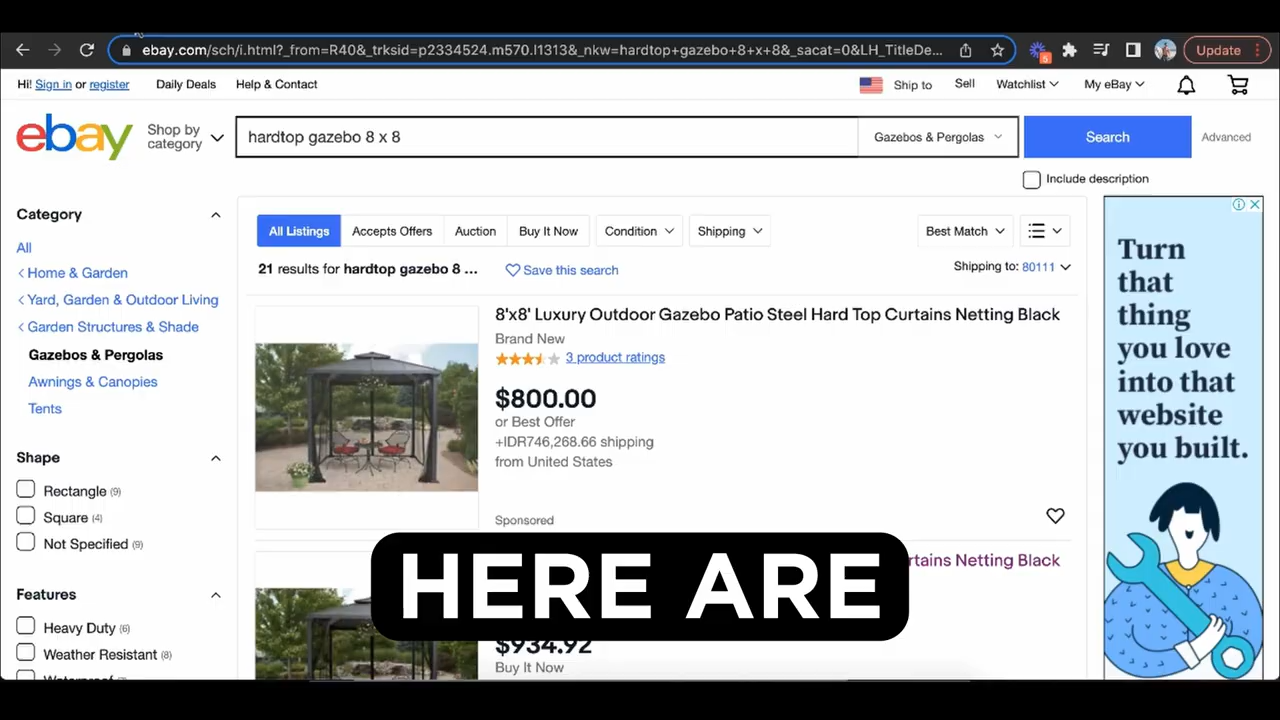 ebay.com/sch/i.html?_from=R40&_trksid=p2334524.m570.l1313&_nkw=hardtop+gazebo+8+x+8&_sacat=0&LH_TitleDe...
5
Update
Hi! Sign in or register
Daily Deals
Help & Contact
Ship to
Sell
Watchlist
My eBay
ebay
Shop by
category
hardtop gazebo 8 x 8
Gazebos & Pergolas
Search
Advanced
Include description
Category
All
Home & Garden
Yard, Garden & Outdoor Living
Garden Structures & Shade
Gazebos & Pergolas
Awnings & Canopies
Tents
Shape
Rectangle (9)
Square (4)
Not Specified (9)
Features
Heavy Duty (6)
Weather Resistant (8)
All Listings
Accepts Offers
Auction
Buy It Now
Condition
Shipping
Best Match
21 results for hardtop gazebo 8 ...
Save this search
Shipping to: 80111
8'x8' Luxury Outdoor Gazebo Patio Steel Hard Top Curtains Netting Black
Brand New
3 product ratings
$800.00
or Best Offer
+IDR746,268.66 shipping
from United States
Sponsored
Netting Black
$934.92
Buy It Now
HERE ARE
Turn
that
thing
you love
into that
website
you built.